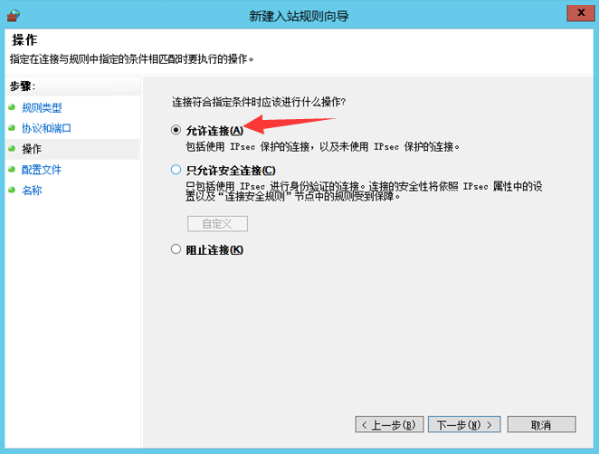 新建入站规则向导
x
操作
指定在连接与规则中指定的条件相匹配时要执行的操作。
步骤:
规则类型
协议和端口
操作
配置文件
名称
连接符合指定条件时应该进行什么操作?
允许连接(A)
包括使用 IPsec 保护的连接，以及未使用 IPsec 保护的连接。
只允许安全连接(C)
只包括使用 IPsec 进行身份验证的连接。连接的安全性将依照 IPsec 属性中的设
置以及“连接安全规则”节点中的规则受到保障。
自定义
阻止连接(K)
< 上一步(B)
下一步(N) >
取消